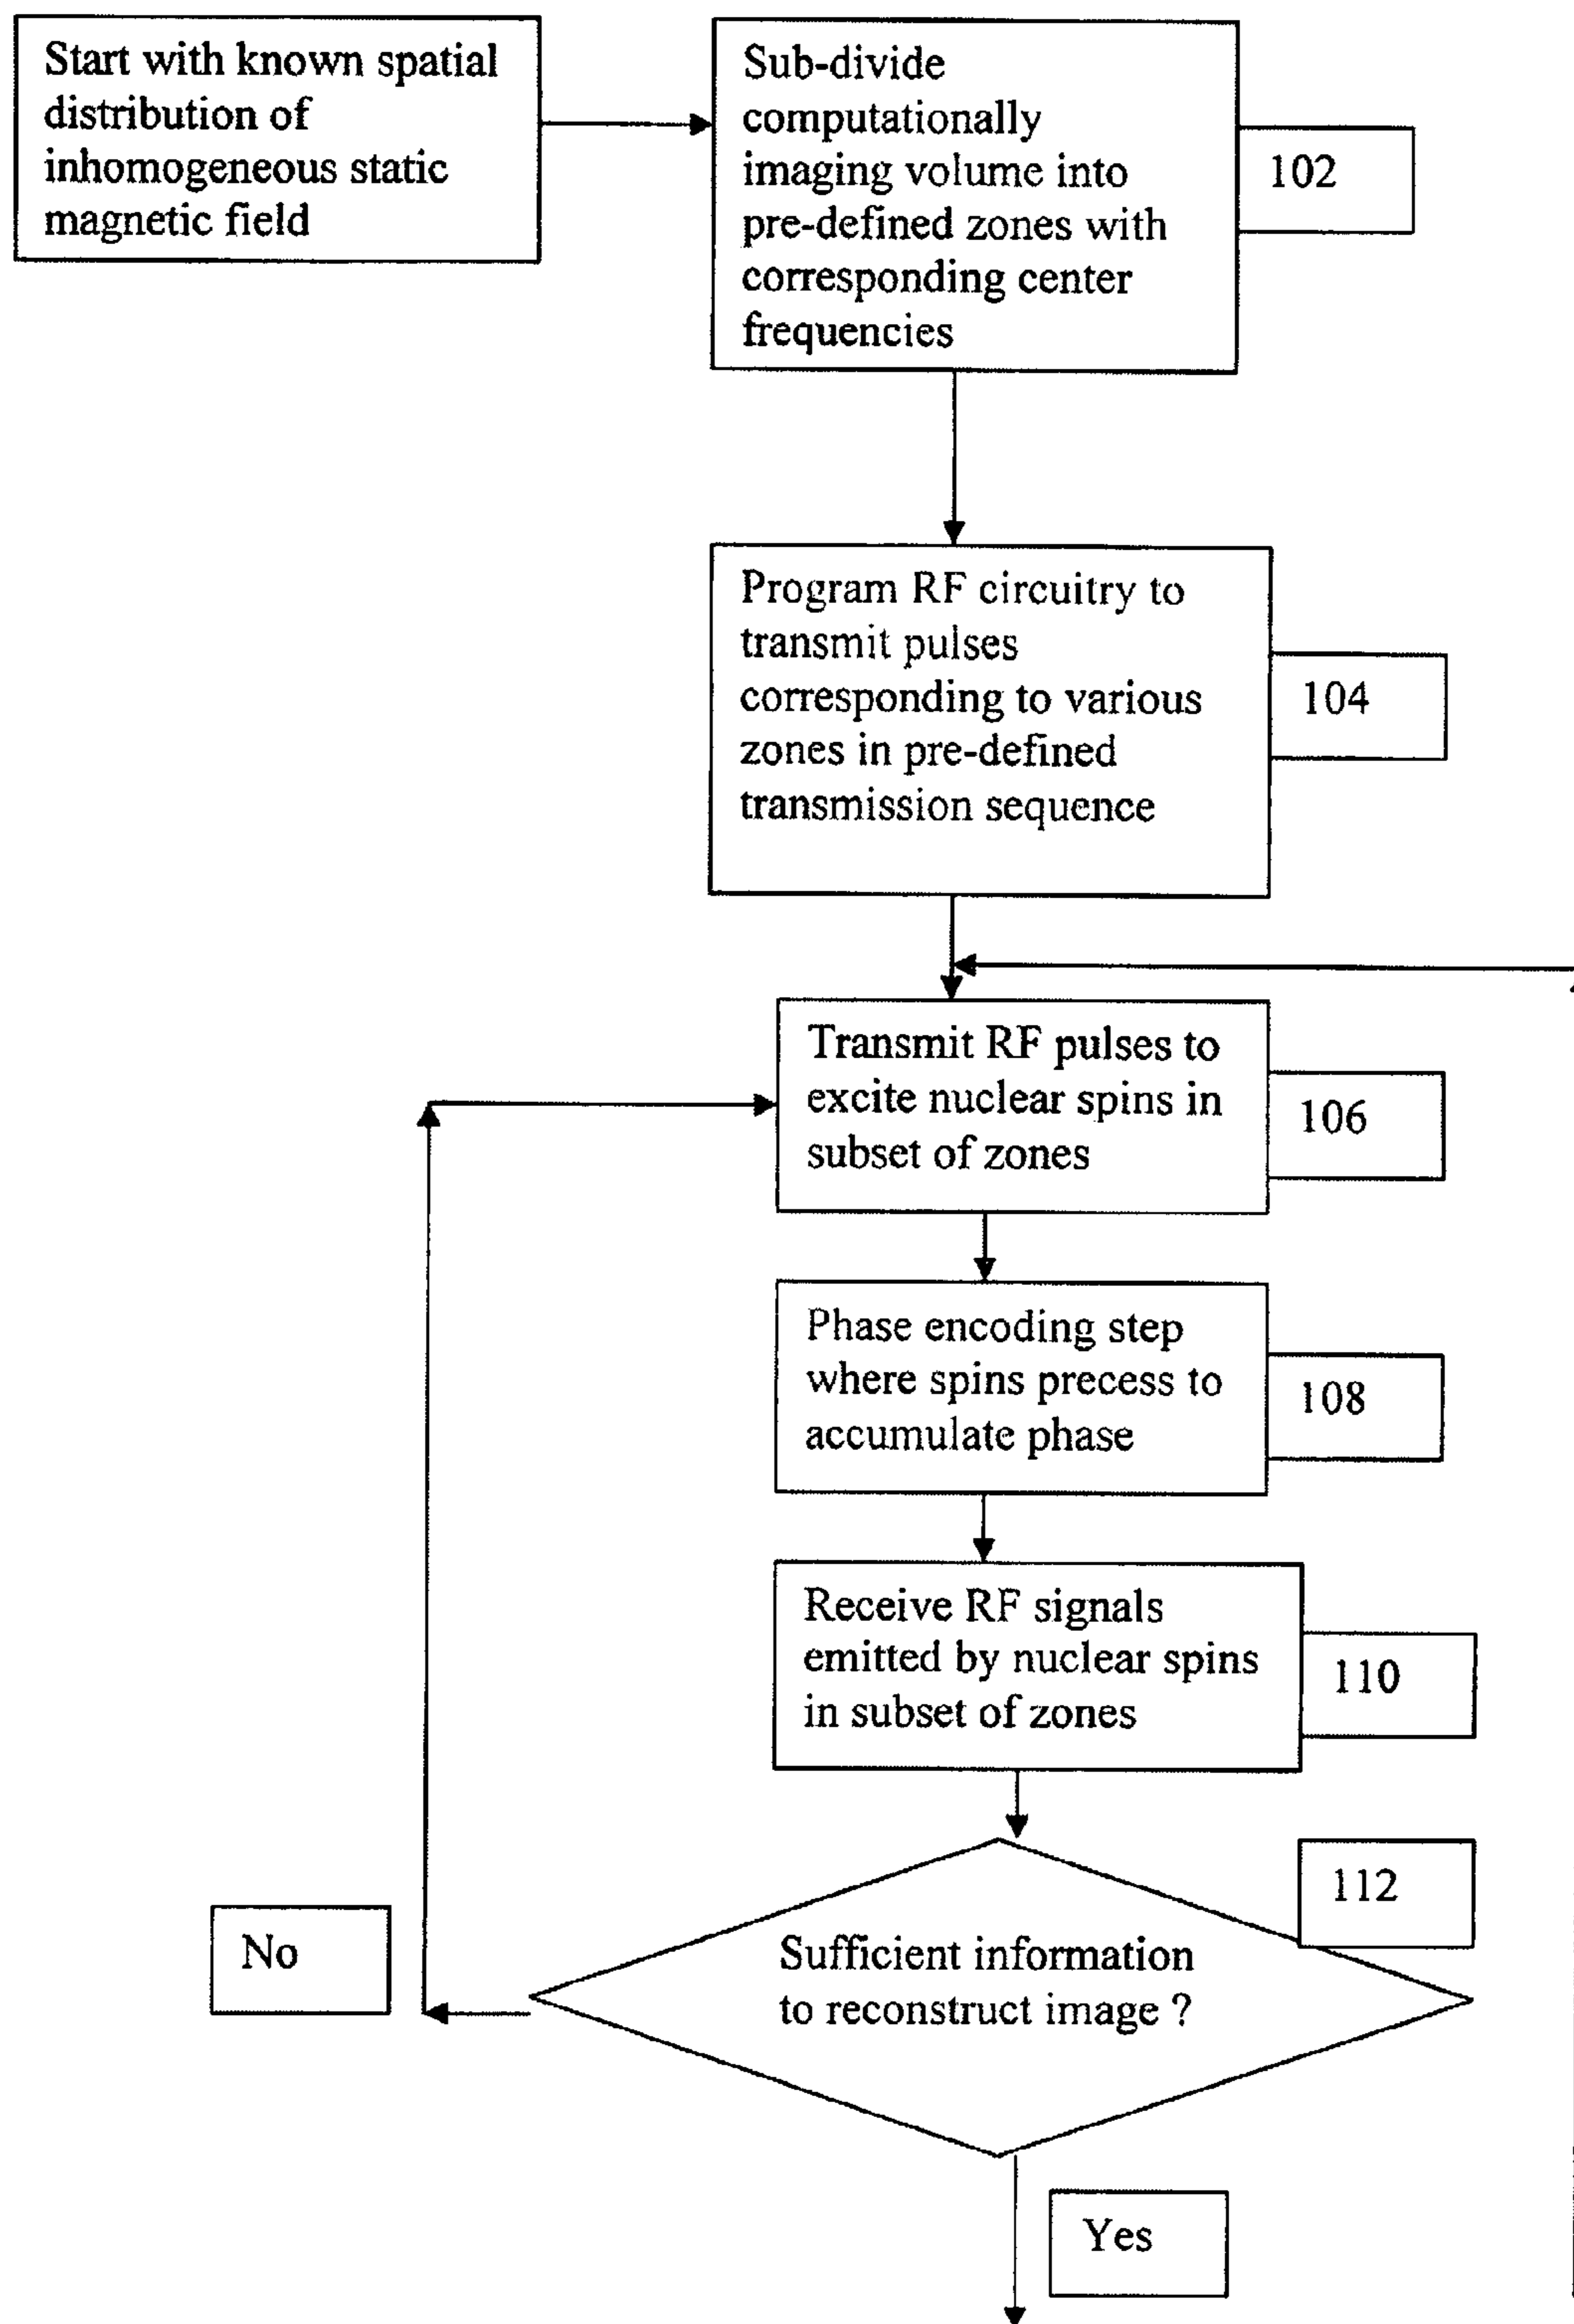 Start with known spatial
distribution of
inhomogeneous static
magnetic field
Sub-divide
computationally
imaging volume into
pre-defined zones with
corresponding center
frequencies
102
Program RF circuitry to
transmit pulses
corresponding to various
zones in pre-defined
transmission sequence
104
Transmit RF pulses to
excite nuclear spins in
subset of zones
106
Phase encoding step
where spins precess to
accumulate phase
108
Receive RF signals
emitted by nuclear spins
in subset of zones
110
112
No
Sufficient information
to reconstruct image ?
Yes